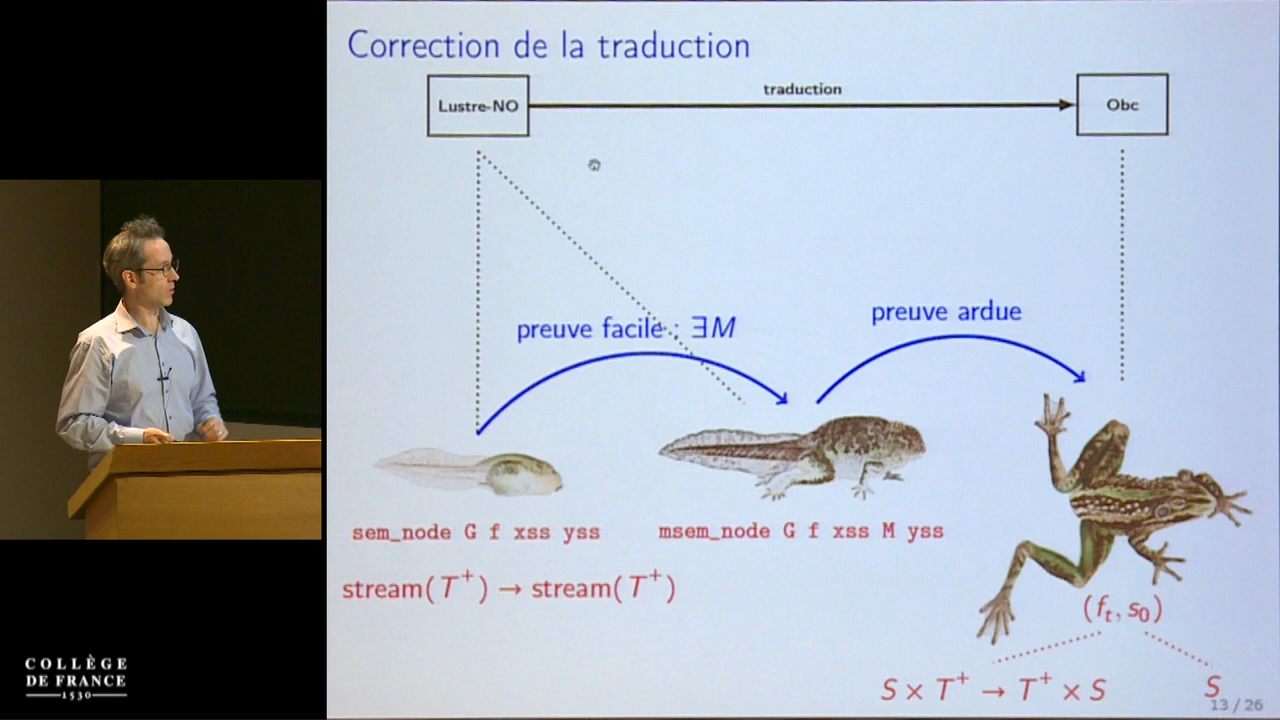 Correction de la traduction
Lustre-NO
traduction
Obc
preuve facile : ∃M
preuve ardue
sem_node G f xss yss
msem_node G f xss M yss
stream(T⁺) → stream(T⁺)
(fₜ, s₀)
S × T⁺ → T⁺ × S
S
13 / 26
COLLÈGE
DE FRANCE
1530